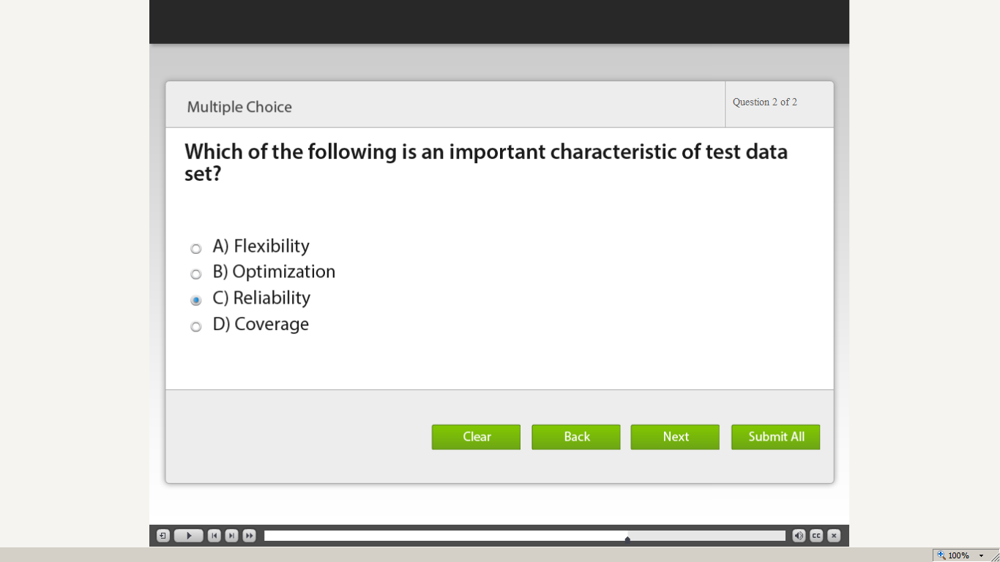 Multiple Choice
Question 2 of 2
Which of the following is an important characteristic of test data
set?
A) Flexibility
B) Optimization
C) Reliability
D) Coverage
Clear
Back
Next
Submit All
CC
100%